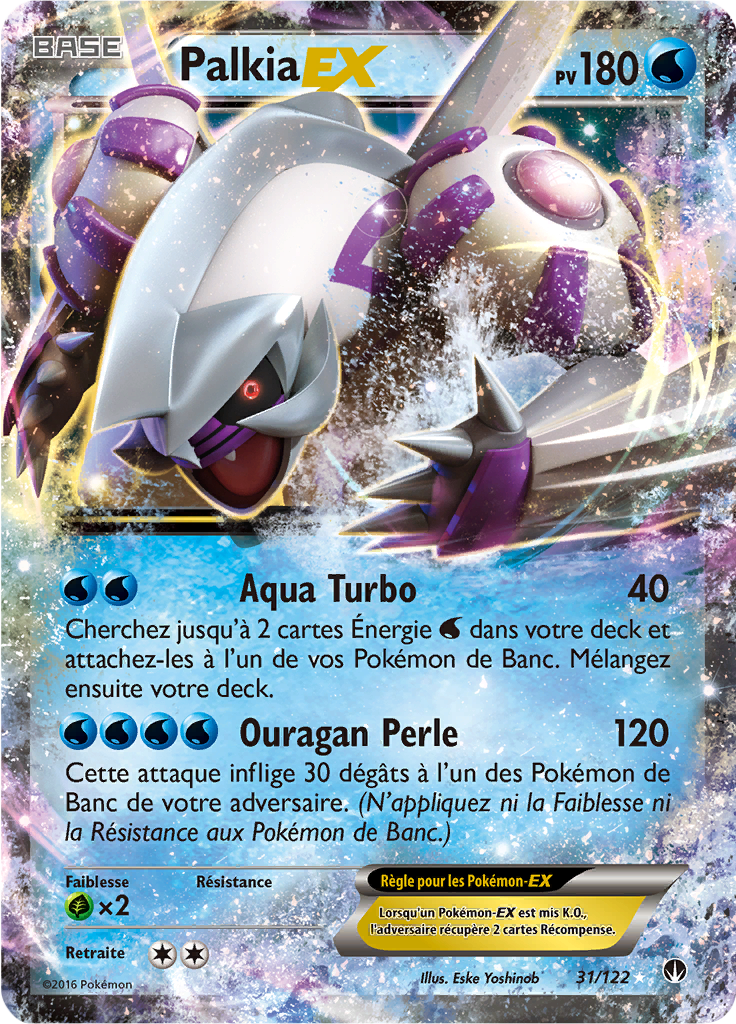 BASE
PalkiaEX
PV180
Aqua Turbo 40
Cherchez jusqu'à 2 cartes Énergie dans votre deck et
attachez-les à l'un de vos Pokémon de Banc. Mélangez
ensuite votre deck.
Ouragan Perle 120
Cette attaque inflige 30 dégâts à l'un des Pokémon de
Banc de votre adversaire. (N'appliquez ni la Faiblesse ni
la Résistance aux Pokémon de Banc.)
Faiblesse Résistance
×2
Retraite
Règle pour les Pokémon-EX
Lorsqu'un Pokémon-EX est mis K.O.,
l'adversaire récupère 2 cartes Récompense.
©2016 Pokémon
Illus. Eske Yoshinob
31/122